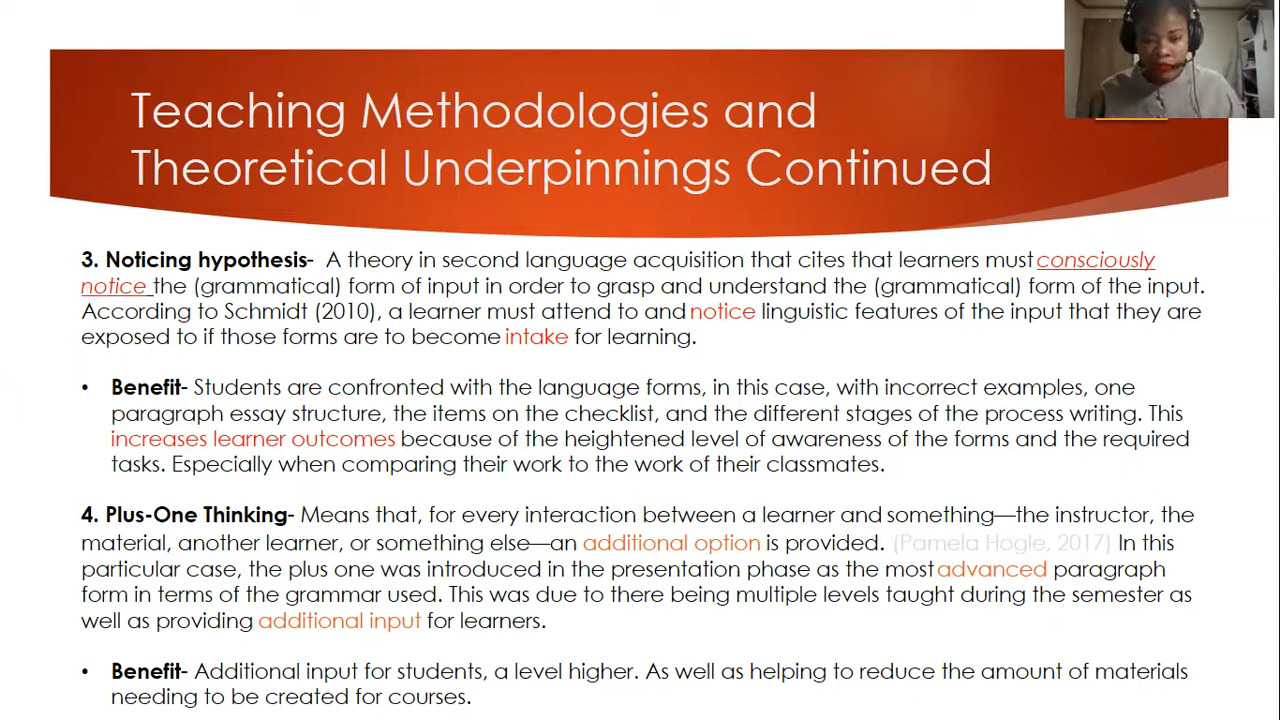 Teaching Methodologies and
Theoretical Underpinnings Continued
3. Noticing hypothesis- A theory in second language acquisition that cites that learners must consciously
notice the (grammatical) form of input in order to grasp and understand the (grammatical) form of the input.
According to Schmidt (2010), a learner must attend to and notice linguistic features of the input that they are
exposed to if those forms are to become intake for learning.
• Benefit- Students are confronted with the language forms, in this case, with incorrect examples, one
paragraph essay structure, the items on the checklist, and the different stages of the process writing. This
increases learner outcomes because of the heightened level of awareness of the forms and the required
tasks. Especially when comparing their work to the work of their classmates.
4. Plus-One Thinking- Means that, for every interaction between a learner and something—the instructor, the
material, another learner, or something else—an additional option is provided. (Pamela Hogle, 2017) In this
particular case, the plus one was introduced in the presentation phase as the most advanced paragraph
form in terms of the grammar used. This was due to there being multiple levels taught during the semester as
well as providing additional input for learners.
• Benefit- Additional input for students, a level higher. As well as helping to reduce the amount of materials
needing to be created for courses.